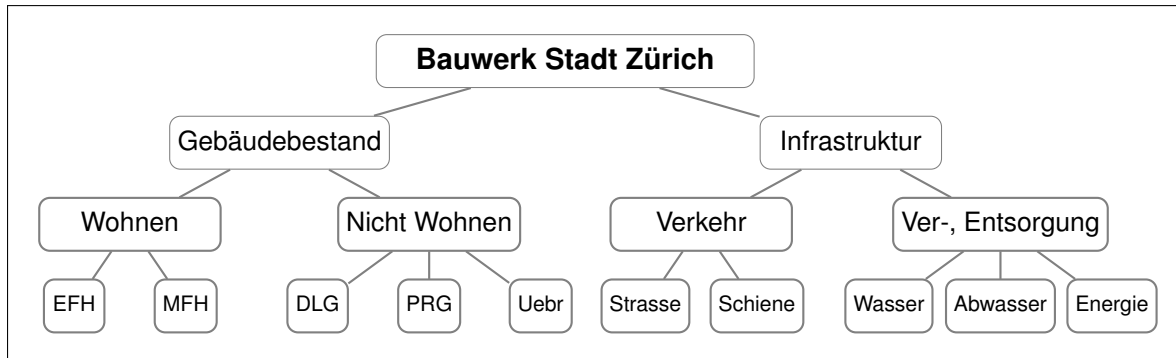 Bauwerk Stadt Zürich
Gebäudebestand
Infrastruktur
Wohnen
Nicht Wohnen
Verkehr
Ver-, Entsorgung
EFH
MFH
DLG
PRG
Uebr
Strasse
Schiene
Wasser
Abwasser
Energie